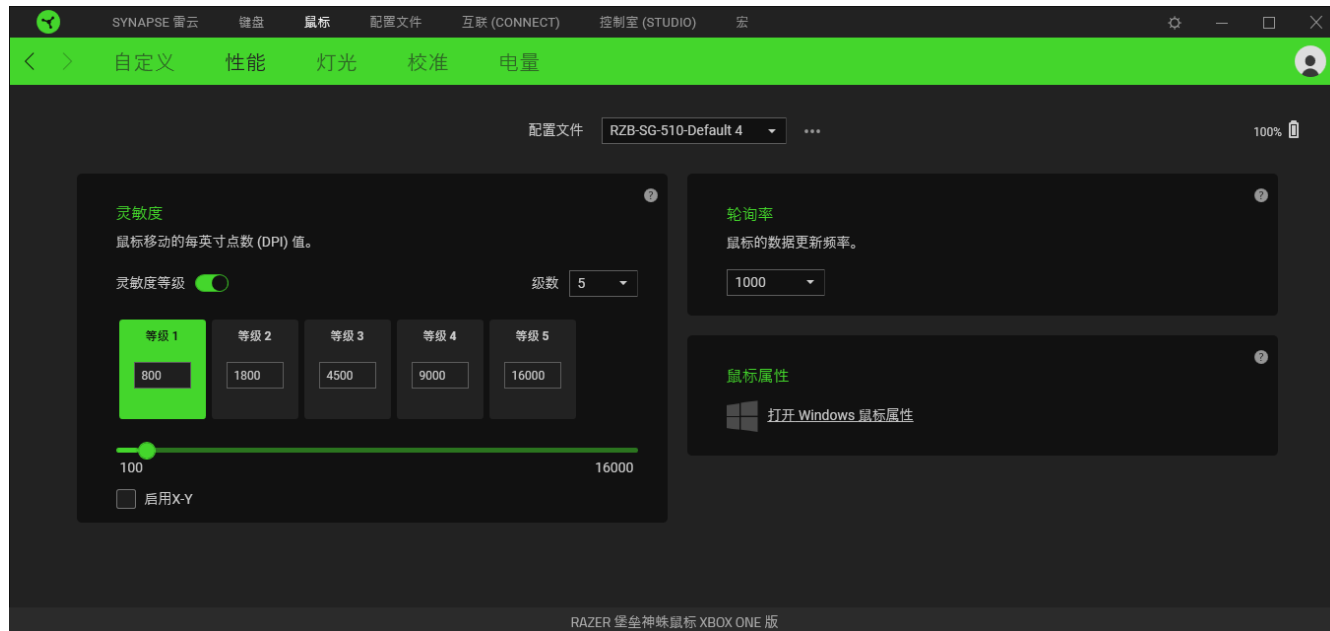 SYNAPSE 雷云 键盘 鼠标 配置文件 互联 (CONNECT) 控制室 (STUDIO) 宏
自定义 性能 灯光 校准 电量
配置文件 RZB-SG-510-Default 4 ••• 100%
灵敏度 ?
鼠标移动的每英寸点数 (DPI) 值。
灵敏度等级 级数 5
等级 1 等级 2 等级 3 等级 4 等级 5
800 1800 4500 9000 16000
100 16000
启用X-Y
轮询率 ?
鼠标的数据更新频率。
1000
鼠标属性 ?
打开 Windows 鼠标属性
RAZER 堡垒神蛛鼠标 XBOX ONE 版